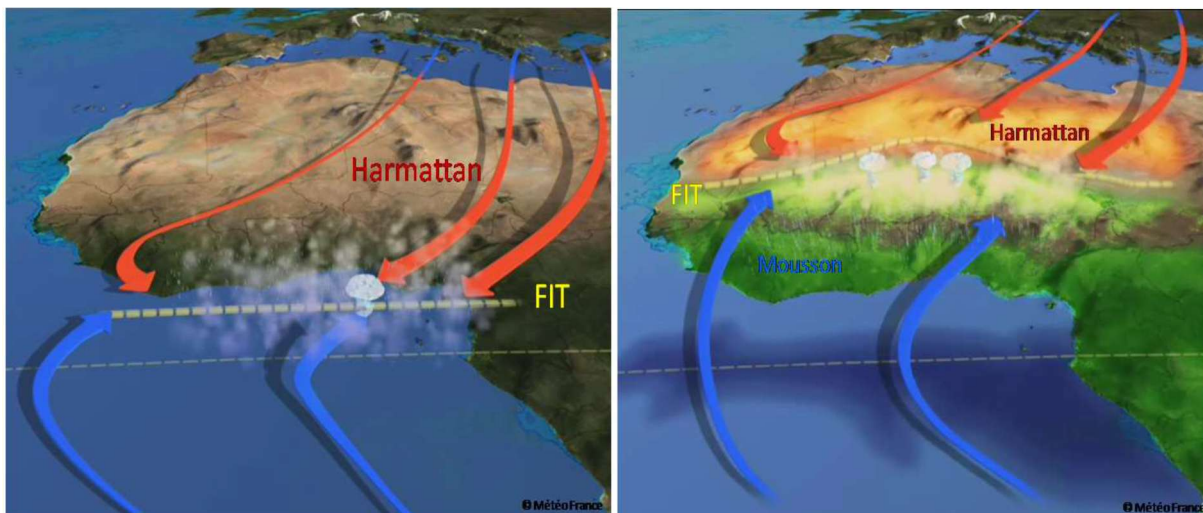 Harmattan
FIT
© Météo France
Harmattan
FIT
Mousson
© Météo France